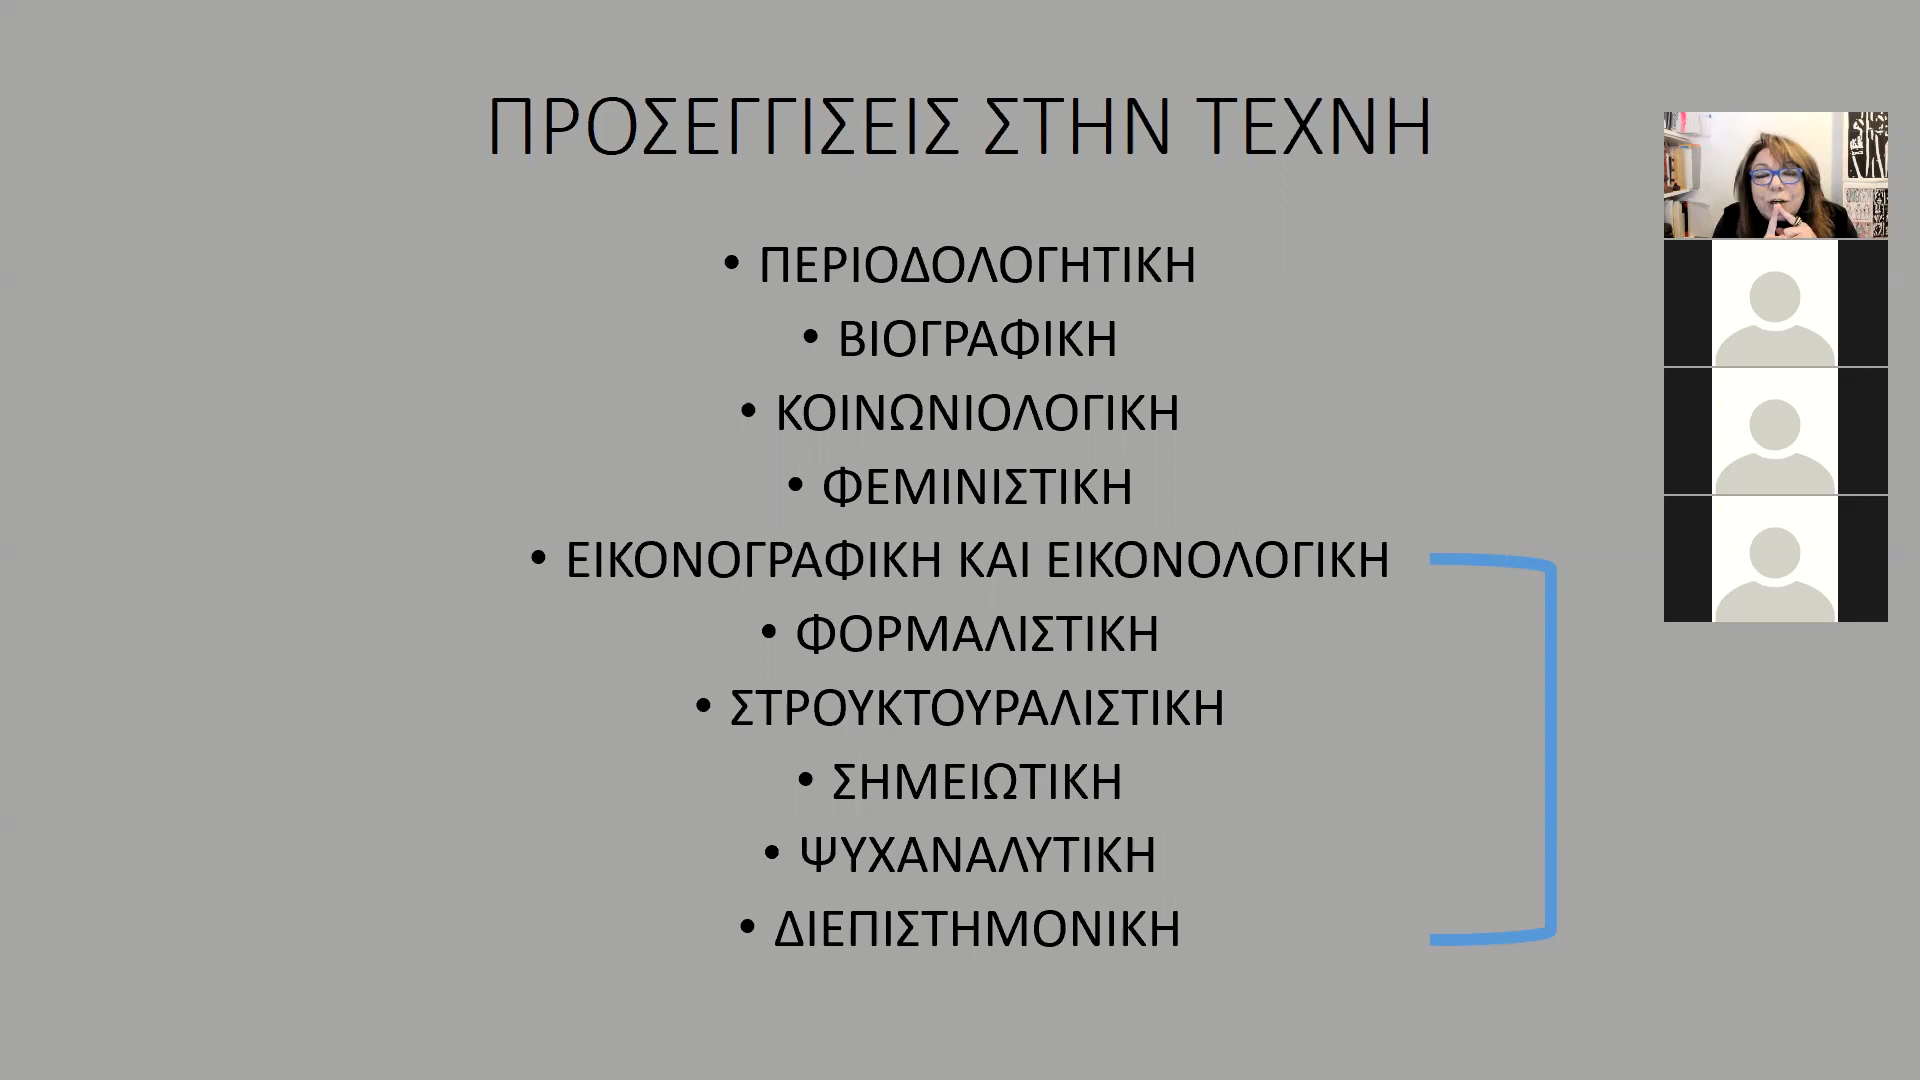 ΠΡΟΣΕΓΓΙΣΕΙΣ ΣΤΗΝ ΤΕΧΝΗ
• ΠΕΡΙΟΔΟΛΟΓΗΤΙΚΗ
• ΒΙΟΓΡΑΦΙΚΗ
• ΚΟΙΝΩΝΙΟΛΟΓΙΚΗ
• ΦΕΜΙΝΙΣΤΙΚΗ
• ΕΙΚΟΝΟΓΡΑΦΙΚΗ ΚΑΙ ΕΙΚΟΝΟΛΟΓΙΚΗ
• ΦΟΡΜΑΛΙΣΤΙΚΗ
• ΣΤΡΟΥΚΤΟΥΡΑΛΙΣΤΙΚΗ
• ΣΗΜΕΙΩΤΙΚΗ
• ΨΥΧΑΝΑΛΥΤΙΚΗ
• ΔΙΕΠΙΣΤΗΜΟΝΙΚΗ